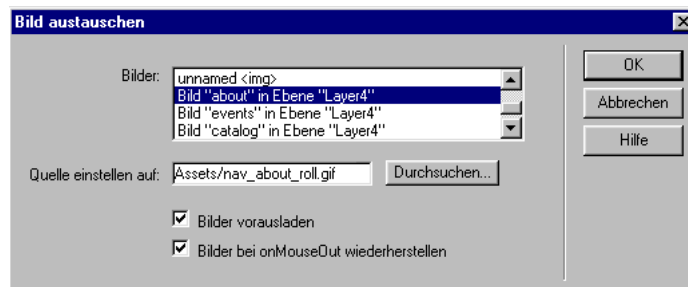 Bild austauschen
Bilder:
unnamed <img>
Bild "about" in Ebene "Layer4"
Bild "events" in Ebene "Layer4"
Bild "catalog" in Ebene "Layer4"
OK
Abbrechen
Hilfe
Quelle einstellen auf: Assets/nav_about_roll.gif Durchsuchen...
Bilder vorausladen
Bilder bei onMouseOut wiederherstellen